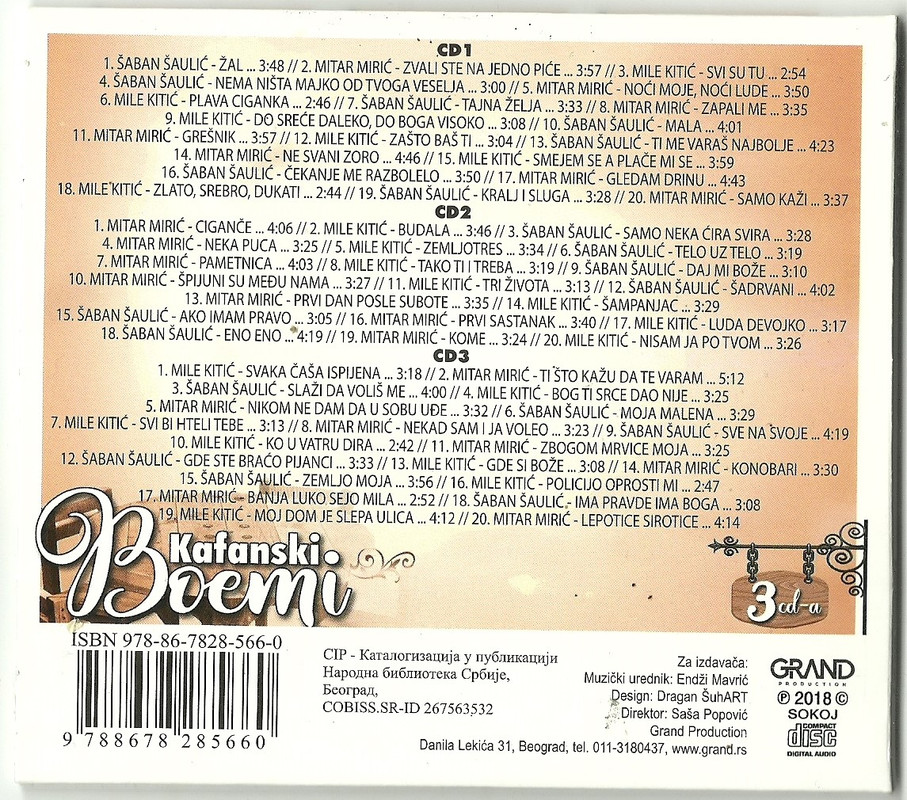 CD1
1. ŠABAN ŠAULIĆ - ŽAL ... 3:48 // 2. MITAR MIRIĆ - ZVALI STE NA JEDNO PIĆE ... 3:57 // 3. MILE KITIĆ - SVI SU TU... 2:54
4. ŠABAN ŠAULIĆ - NEMA NIŠTA MAJKO OD TVOGA VESELJA ... 3:00 // 5. MITAR MIRIĆ - NOĆI MOJE, NOĆI LUDE ... 3:50
6. MILE KITIĆ - PLAVA CIGANKA ... 2:46 // 7. ŠABAN ŠAULIĆ - TAJNA ŽELJA ... 3:33 // 8. MITAR MIRIĆ - ZAPALI ME ... 3:35
9. MILE KITIĆ - DO SREĆE DALEKO, DO BOGA VISOKO ... 3:08 // 10. ŠABAN ŠAULIĆ - MALA ... 4:01
11. MITAR MIRIĆ - GREŠNIK ... 3:57 // 12. MILE KITIĆ - ZAŠTO BAŠ TI ... 3:04 // 13. ŠABAN ŠAULIĆ - TI ME VARAŠ NAJBOLJE ... 4:23
14. MITAR MIRIĆ - NE SVANI ZORO ... 4:46 // 15. MILE KITIĆ - SMEJEM SE A PLAČE MI SE ... 3:59
16. ŠABAN ŠAULIĆ - ČEKANJE ME RAZBOLELO ... 3:50 // 17. MITAR MIRIĆ - GLEDAM DRINU ... 4:43
18. MILE KITIĆ - ZLATO, SREBRO, DUKATI ... 2:44 // 19. ŠABAN ŠAULIĆ - KRALJ I SLUGA ... 3:28 // 20. MITAR MIRIĆ - SAMO KAŽI ... 3:37
CD2
1. MITAR MIRIĆ - CIGANČE ... 4:06 // 2. MILE KITIĆ - BUDALA ... 3:46 // 3. ŠABAN ŠAULIĆ - SAMO NEKA ĆIRA SVIRA ... 3:28
4. MITAR MIRIĆ - NEKA PUCA ... 3:25 // 5. MILE KITIĆ - ZEMLJOTRES ... 3:34 // 6. ŠABAN ŠAULIĆ - TELO UZ TELO ... 3:19
7. MITAR MIRIĆ - PAMETNICA ... 4:03 // 8. MILE KITIĆ - TAKO TI I TREBA ... 3:19 // 9. ŠABAN ŠAULIĆ - DAJ MI BOŽE ... 3:10
10. MITAR MIRIĆ - ŠPIJUNI SU MEĐU NAMA ... 3:27 // 11. MILE KITIĆ - TRI ŽIVOTA ... 3:13 // 12. ŠABAN ŠAULIĆ - ŠADRVANI ... 4:02
13. MITAR MIRIĆ - PRVI DAN POSLE SUBOTE ... 3:35 // 14. MILE KITIĆ - ŠAMPANJAC ... 3:29
15. ŠABAN ŠAULIĆ - AKO IMAM PRAVO ... 3:05 // 16. MITAR MIRIĆ - PRVI SASTANAK ... 3:40 // 17. MILE KITIĆ - LUDA DEVOJKO ... 3:17
18. ŠABAN ŠAULIĆ - ENO ENO ... 4:19 // 19. MITAR MIRIĆ - KOME ... 3:24 // 20. MILE KITIĆ - NISAM JA PO TVOM ... 3:26
CD3
1. MILE KITIĆ - SVAKA ČAŠA ISPIJENA ... 3:18 // 2. MITAR MIRIĆ - TI ŠTO KAŽU DA TE VARAM ... 5:12
3. ŠABAN ŠAULIĆ - SLAŽI DA VOLIŠ ME ... 4:00 // 4. MILE KITIĆ - BOG TI SRCE DAO NIJE ... 3:25
5. MITAR MIRIĆ - NIKOM NE DAM DA U SOBU UĐE ... 3:32 // 6. ŠABAN ŠAULIĆ - MOJA MALENA ... 3:29
7. MILE KITIĆ - SVI BI HTELI TEBE ... 3:13 // 8. MITAR MIRIĆ - NEKAD SAM I JA VOLEO ... 3:23 // 9. ŠABAN ŠAULIĆ - SVE NA SVOJE ... 4:19
10. MILE KITIĆ - KO U VATRU DIRA ... 2:42 // 11. MITAR MIRIĆ - ZBOGOM MRVICE MOJA ... 3:25
12. ŠABAN ŠAULIĆ - GDE STE BRAĆO PIJANCI ... 3:33 // 13. MILE KITIĆ - GDE SI BOŽE ... 3:08 // 14. MITAR MIRIĆ - KONOBARI ... 3:30
15. ŠABAN ŠAULIĆ - ZEMLJO MOJA ... 3:56 // 16. MILE KITIĆ - POLICIJO OPROSTI MI ... 2:47
17. MITAR MIRIĆ - BANJA LUKO SEJO MILA ... 2:52 // 18. ŠABAN ŠAULIĆ - IMA PRAVDE IMA BOGA ... 3:08
19. MILE KITIĆ - MOJ DOM JE SLEPA ULICA ... 4:12 // 20. MITAR MIRIĆ - LEPOTICE SIROTICE ... 4:14
Kafanski
Boemi
3 cd-a
ISBN 978-86-7828-566-0
9 788678 285660
CIP - Каталогизација у публикацији
Народна библиотека Србије,
Београд,
COBISS.SR-ID 267563532
Za izdavača:
Muzički urednik: Endži Mavrić
Design: Dragan ŠuhART
Direktor: Saša Popović
Grand Production
Danila Lekića 31, Beograd, tel. 011-3180437, www.grand.rs
GRAND
PRODUCTION
℗ 2018 ©
SOKOJ
COMPACT
disc
DIGITAL AUDIO